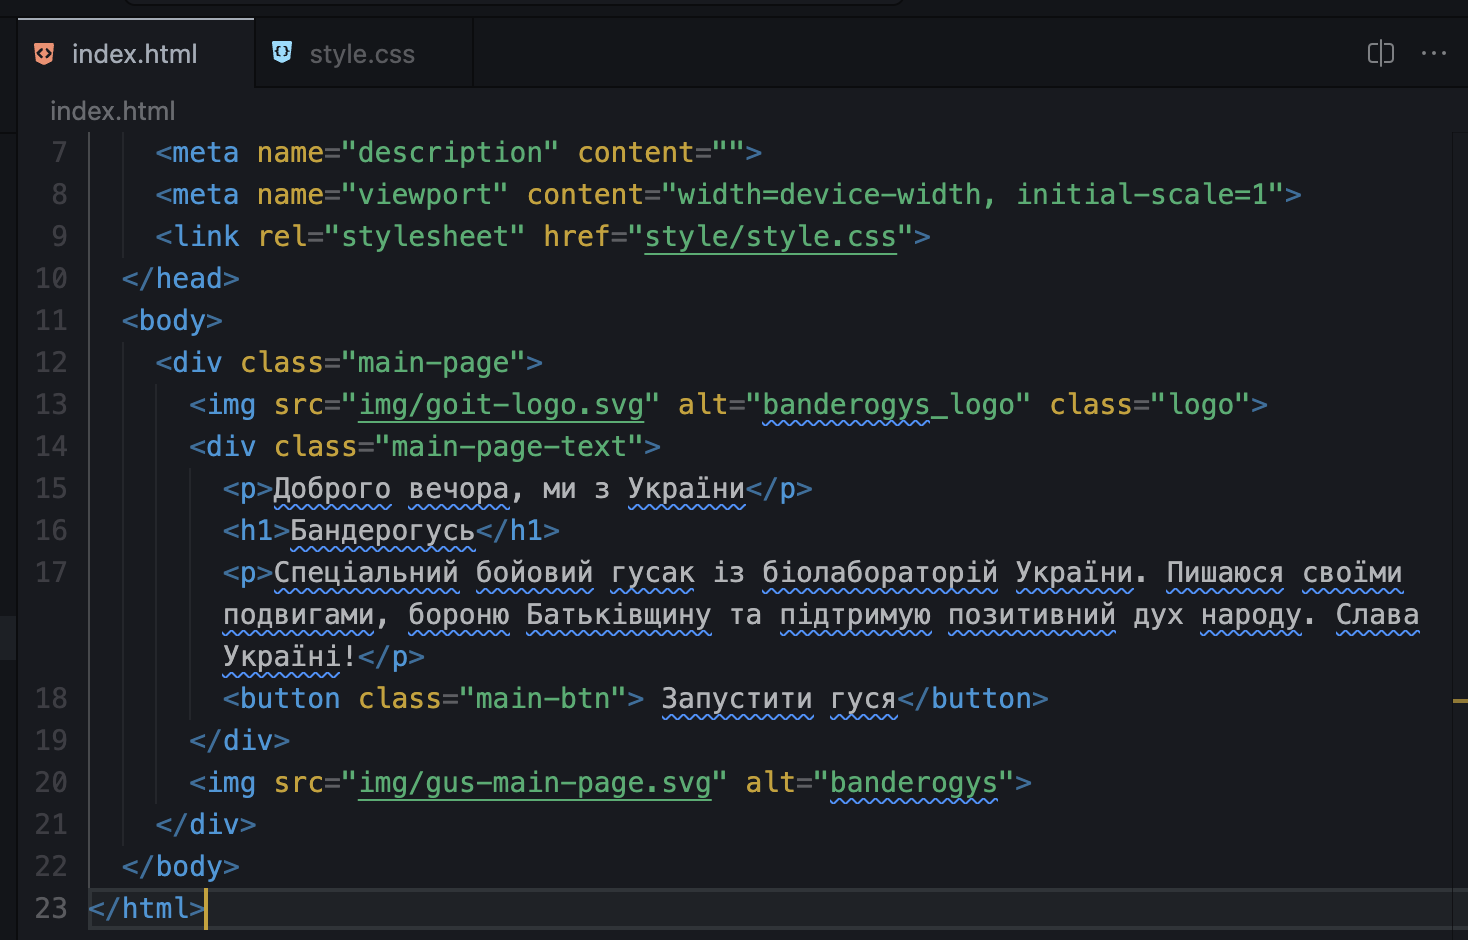 index.html
style.css
index.html
7 <meta name="description" content="">
8 <meta name="viewport" content="width=device-width, initial-scale=1">
9 <link rel="stylesheet" href="style/style.css">
10 </head>
11 <body>
12 <div class="main-page">
13 <img src="img/goit-logo.svg" alt="banderogys_logo" class="logo">
14 <div class="main-page-text">
15 <p>Доброго вечора, ми з України</p>
16 <h1>Бандерогусь</h1>
17 <p>Спеціальний бойовий гусак із біолабораторій України. Пишаюся своїми
подвигами, бороню Батьківщину та підтримую позитивний дух народу. Слава
Україні!</p>
18 <button class="main-btn"> Запустити гуся</button>
19 </div>
20 <img src="img/gus-main-page.svg" alt="banderogys">
21 </div>
22 </body>
23 </html>